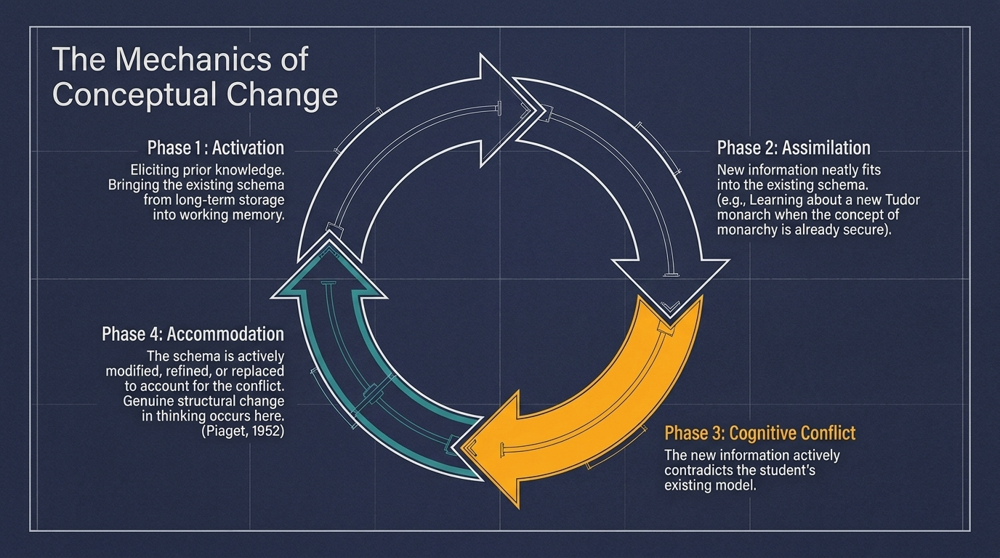 The Mechanics of
Conceptual Change
Phase 1: Activation
Eliciting prior knowledge.
Bringing the existing schema
from long-term storage
into working memory.
Phase 2: Assimilation
New information neatly fits
into the existing schema.
(e.g., Learning about a new Tudor
monarch when the concept of
monarchy is already secure).
Phase 3: Cognitive Conflict
The new information actively
contradicts the student's
existing model.
Phase 4: Accommodation
The schema is actively
modified, refined, or replaced
to account for the conflict.
Genuine structural change
in thinking occurs here.
(Piaget, 1952)